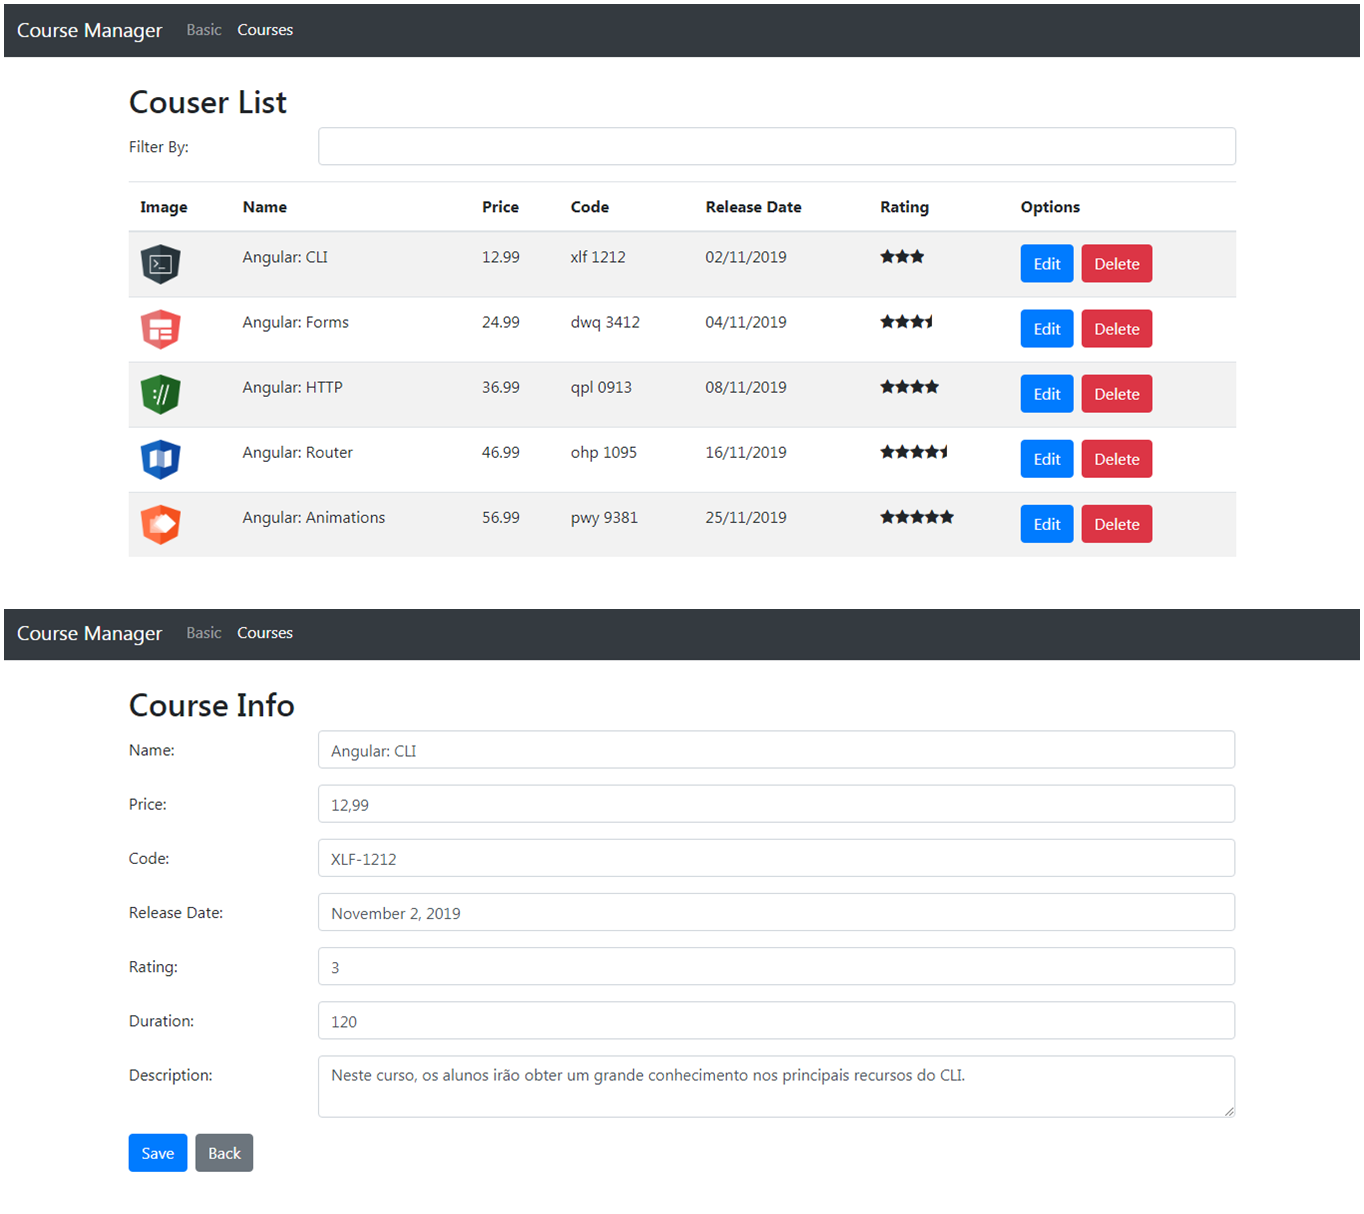 Course Manager Basic Courses
Couser List
Filter By:
Image Name Price Code Release Date Rating Options
Angular: CLI 12.99 xlf 1212 02/11/2019 Edit Delete
Angular: Forms 24.99 dwq 3412 04/11/2019 Edit Delete
Angular: HTTP 36.99 qpl 0913 08/11/2019 Edit Delete
Angular: Router 46.99 ohp 1095 16/11/2019 Edit Delete
Angular: Animations 56.99 pwy 9381 25/11/2019 Edit Delete
Course Manager Basic Courses
Course Info
Name: Angular: CLI
Price: 12,99
Code: XLF-1212
Release Date: November 2, 2019
Rating: 3
Duration: 120
Description: Neste curso, os alunos irão obter um grande conhecimento nos principais recursos do CLI.
Save Back